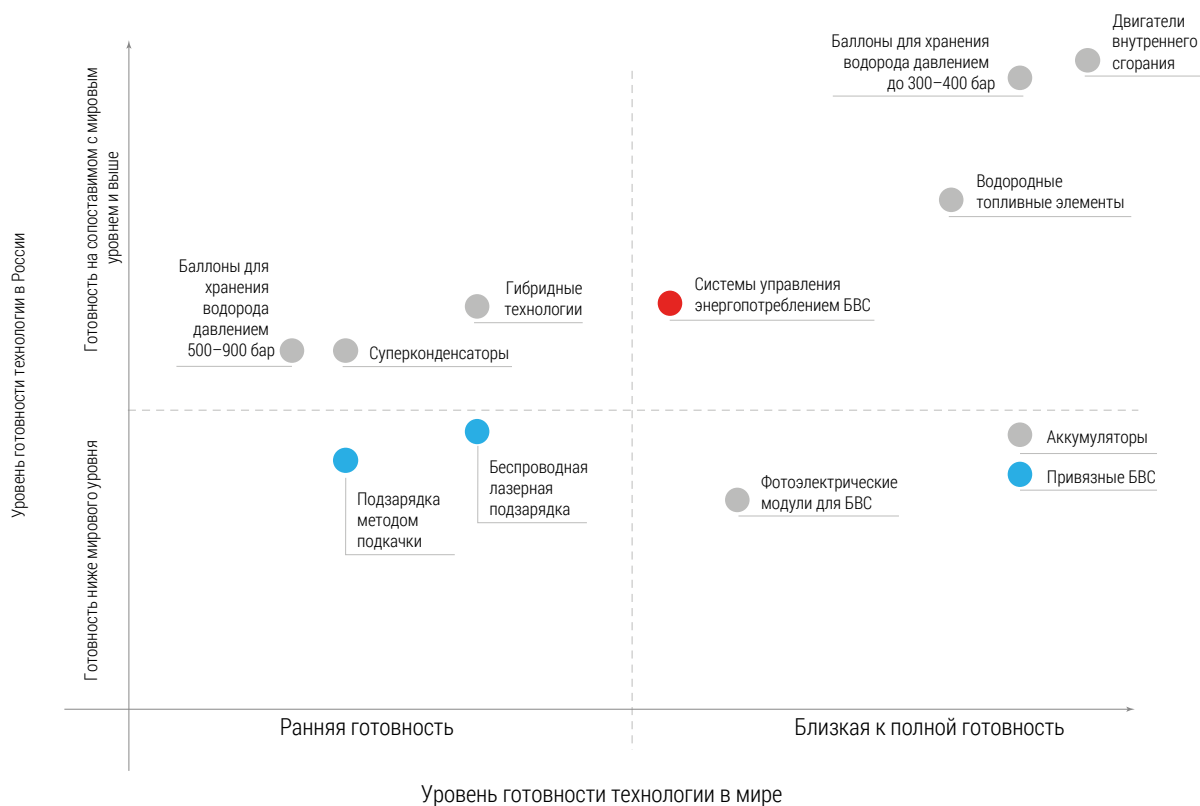 Двигатели
внутреннего
сгорания
Баллоны для хранения
водорода давлением
до 300–400 бар
Водородные
топливные элементы
Баллоны для
хранения
водорода
давлением
500–900 бар
Суперконденсаторы
Гибридные
технологии
Системы управления
энергопотреблением БВС
Подзарядка
методом
подкачки
Беспроводная
лазерная
подзарядка
Фотоэлектрические
модули для БВС
Аккумуляторы
Привязные БВС
Уровень готовности технологии в России
Готовность на сопоставимом с мировым
уровнем и выше
Готовность ниже мирового уровня
Ранняя готовность
Близкая к полной готовность
Уровень готовности технологии в мире